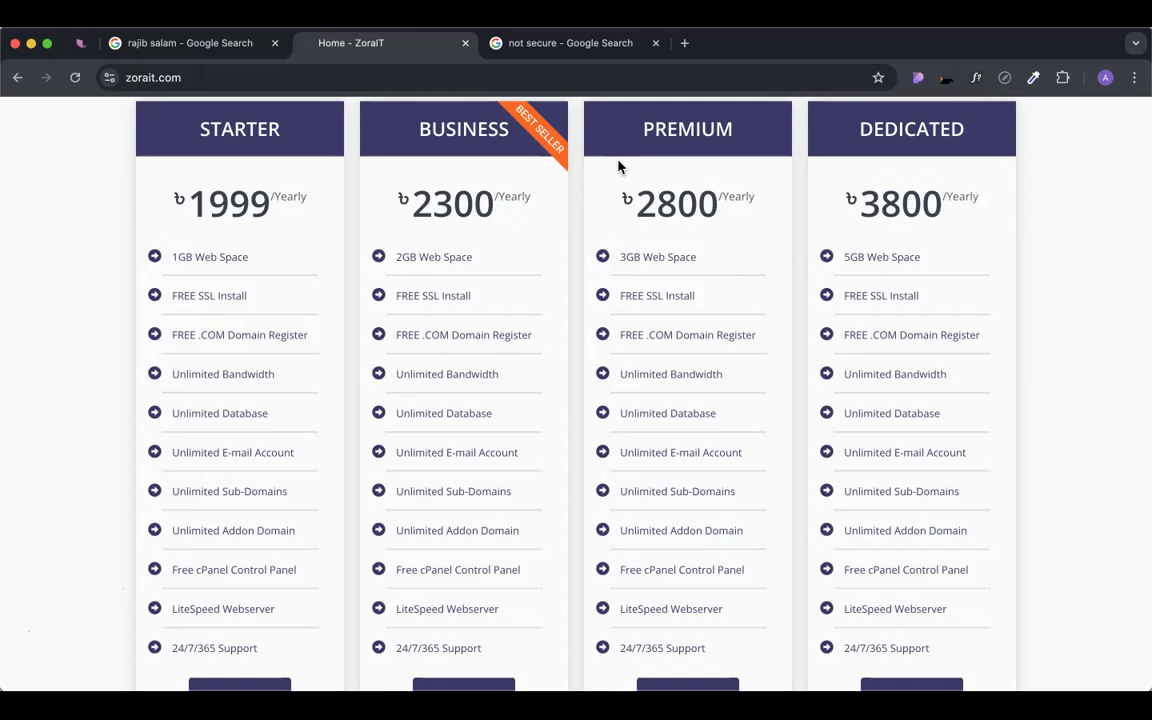 rajib salam - Google Search
Home - ZoraIT
not secure - Google Search
zorait.com
f?
A
STARTER
৳1999/Yearly
1GB Web Space
FREE SSL Install
FREE .COM Domain Register
Unlimited Bandwidth
Unlimited Database
Unlimited E-mail Account
Unlimited Sub-Domains
Unlimited Addon Domain
Free cPanel Control Panel
LiteSpeed Webserver
24/7/365 Support
BUSINESS
BEST SELLER
৳2300/Yearly
2GB Web Space
FREE SSL Install
FREE .COM Domain Register
Unlimited Bandwidth
Unlimited Database
Unlimited E-mail Account
Unlimited Sub-Domains
Unlimited Addon Domain
Free cPanel Control Panel
LiteSpeed Webserver
24/7/365 Support
PREMIUM
৳2800/Yearly
3GB Web Space
FREE SSL Install
FREE .COM Domain Register
Unlimited Bandwidth
Unlimited Database
Unlimited E-mail Account
Unlimited Sub-Domains
Unlimited Addon Domain
Free cPanel Control Panel
LiteSpeed Webserver
24/7/365 Support
DEDICATED
৳3800/Yearly
5GB Web Space
FREE SSL Install
FREE .COM Domain Register
Unlimited Bandwidth
Unlimited Database
Unlimited E-mail Account
Unlimited Sub-Domains
Unlimited Addon Domain
Free cPanel Control Panel
LiteSpeed Webserver
24/7/365 Support